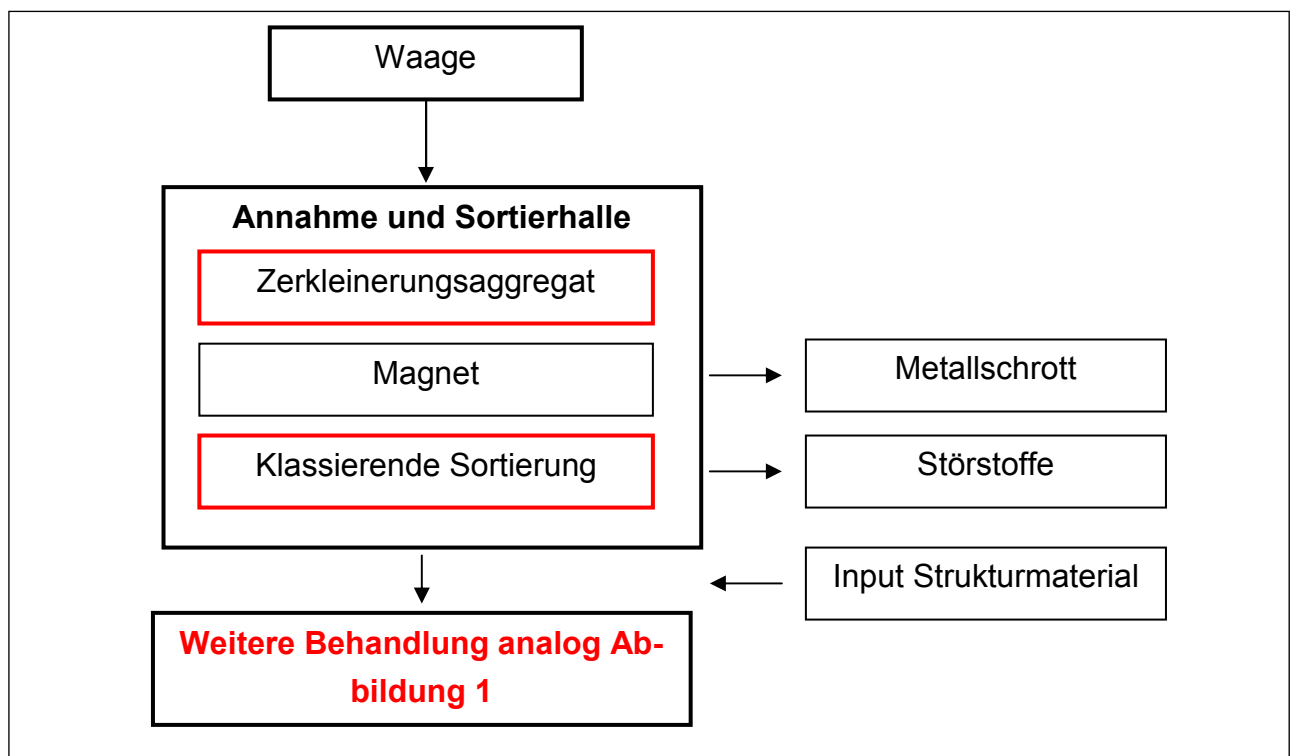 Waage
Annahme und Sortierhalle
Zerkleinerungsaggregat
Magnet
Metallschrott
Klassierende Sortierung
Störstoffe
Input Strukturmaterial
Weitere Behandlung analog Ab-
bildung 1